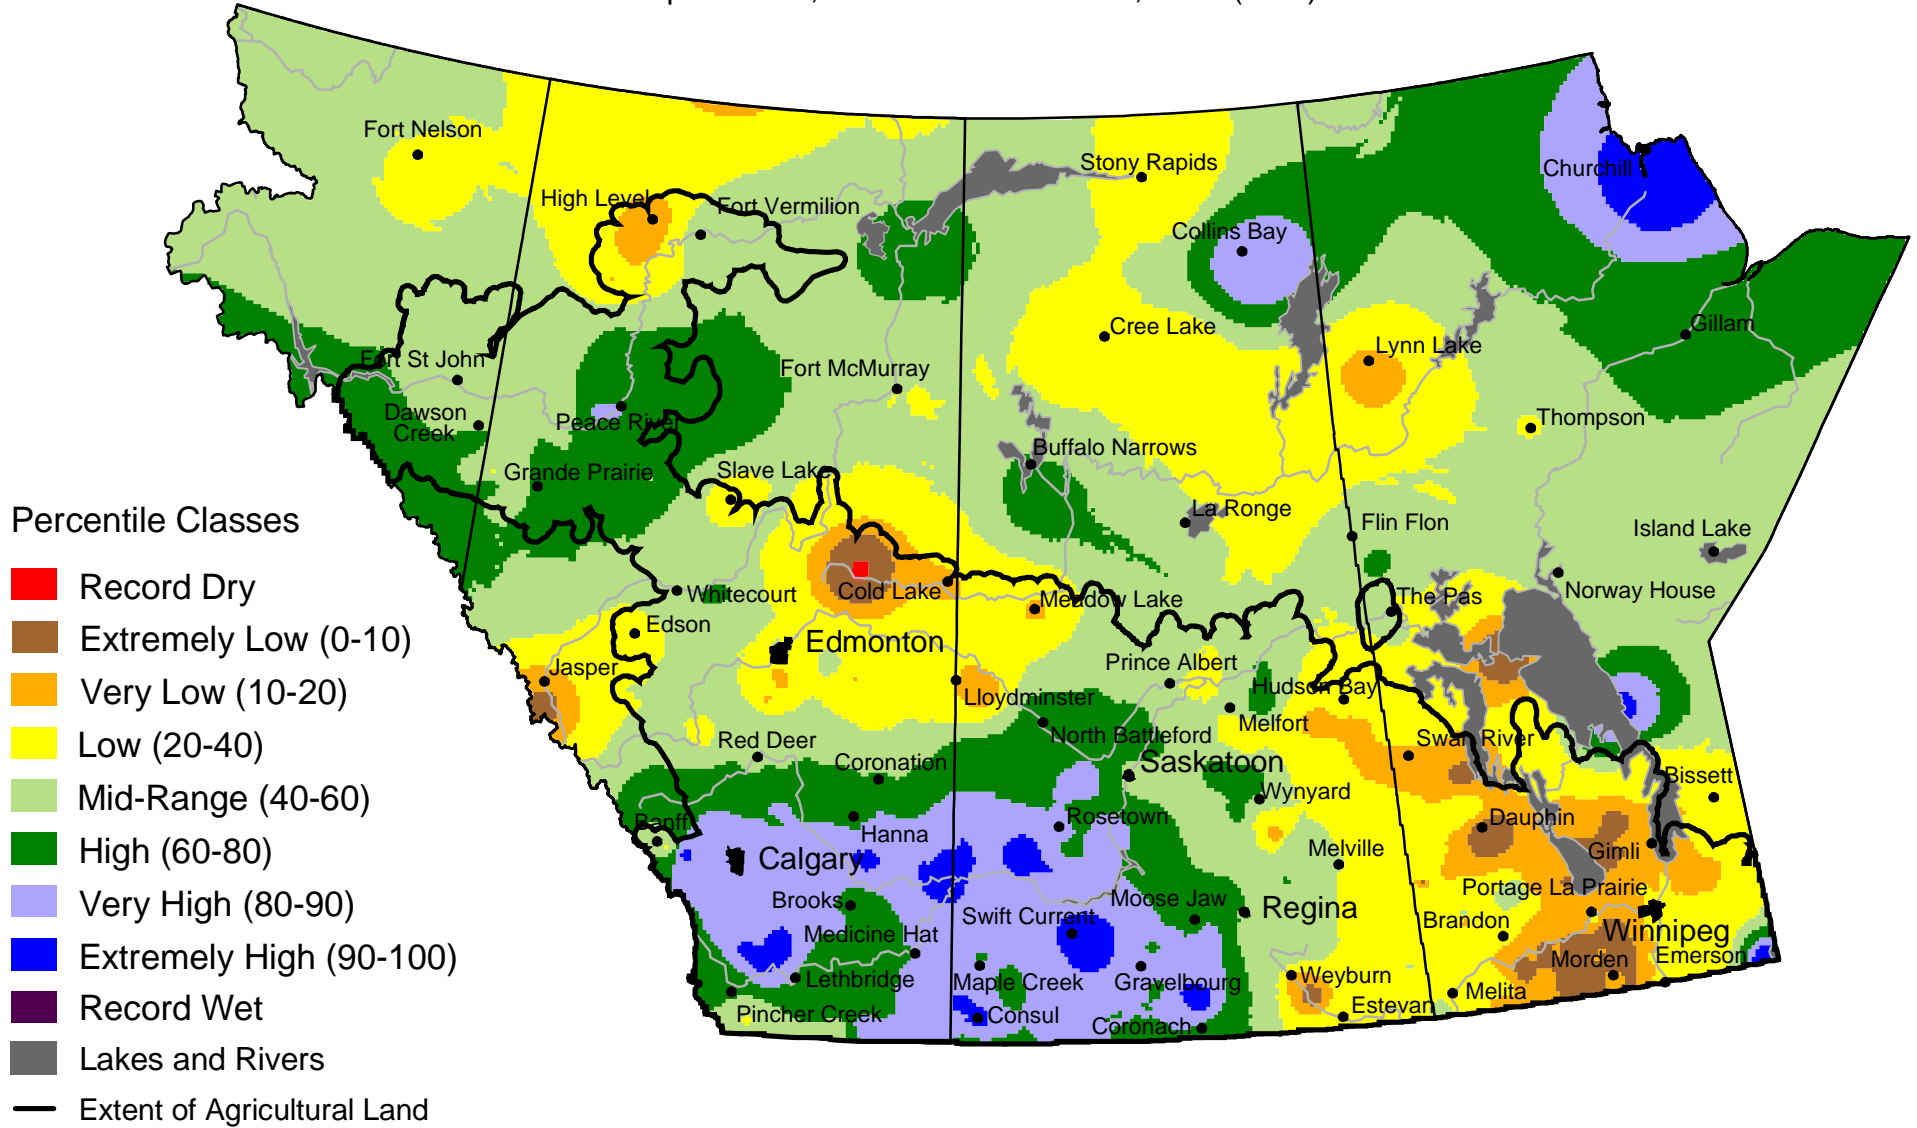 Fort Nelson
Stony Rapids
Churchill
High Level
Fort Vermilion
Collins Bay
Gillam
Cree Lake
Lynn Lake
Fort St John
Fort McMurray
Dawson
Creek
Peace River
Thompson
Buffalo Narrows
Grande Prairie
Slave Lake
La Ronge
Flin Flon
Island Lake
Percentile Classes
Record Dry
Extremely Low (0-10)
Very Low (10-20)
Low (20-40)
Mid-Range (40-60)
High (60-80)
Very High (80-90)
Extremely High (90-100)
Record Wet
Lakes and Rivers
Extent of Agricultural Land
Whitecourt
Cold Lake
Meadow Lake
The Pas
Norway House
Edson
Edmonton
Jasper
Prince Albert
Hudson Bay
Lloydminster
Melfort
North Battleford
Swan River
Red Deer
Coronation
Saskatoon
Wynyard
Bissett
Banff
Hanna
Rosetown
Dauphin
Calgary
Melville
Gimli
Brooks
Swift Current
Moose Jaw
Regina
Portage La Prairie
Brandon
Medicine Hat
Winnipeg
Lethbridge
Maple Creek
Gravelbourg
Weyburn
Morden
Emerson
Pincher Creek
Consul
Coronach
Estevan
Melita